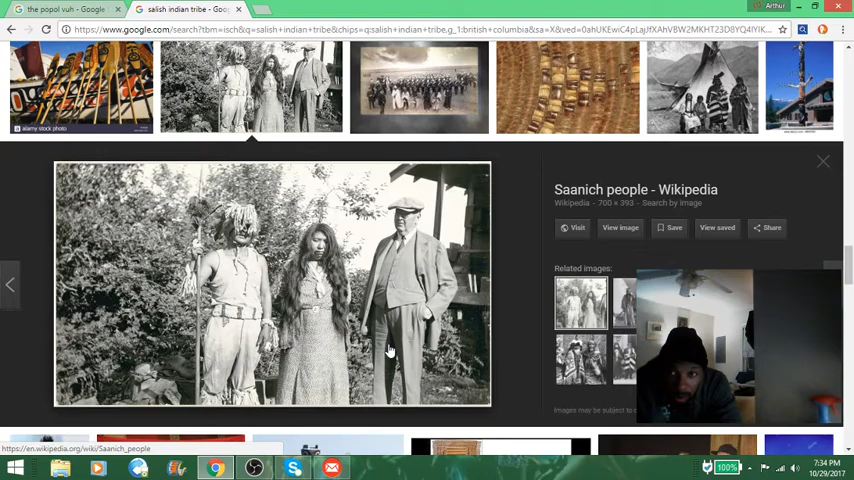 the popol vuh - Google
salish indian tribe - Goo
Arthur
https://www.google.com/search?tbm=isch&q=salish+indian+tribe&chips=q:salish+indian+tribe,g_1:british+columbia&sa=X&ved=
alamy stock photo
Saanich people - Wikipedia
Wikipedia - 700 × 393 - Search by image
Visit
View image
Save
View saved
Share
Related images:
Images may be subject to c
https://en.wikipedia.org/wiki/Saanich_people
100%
7:34 PM
10/29/2017